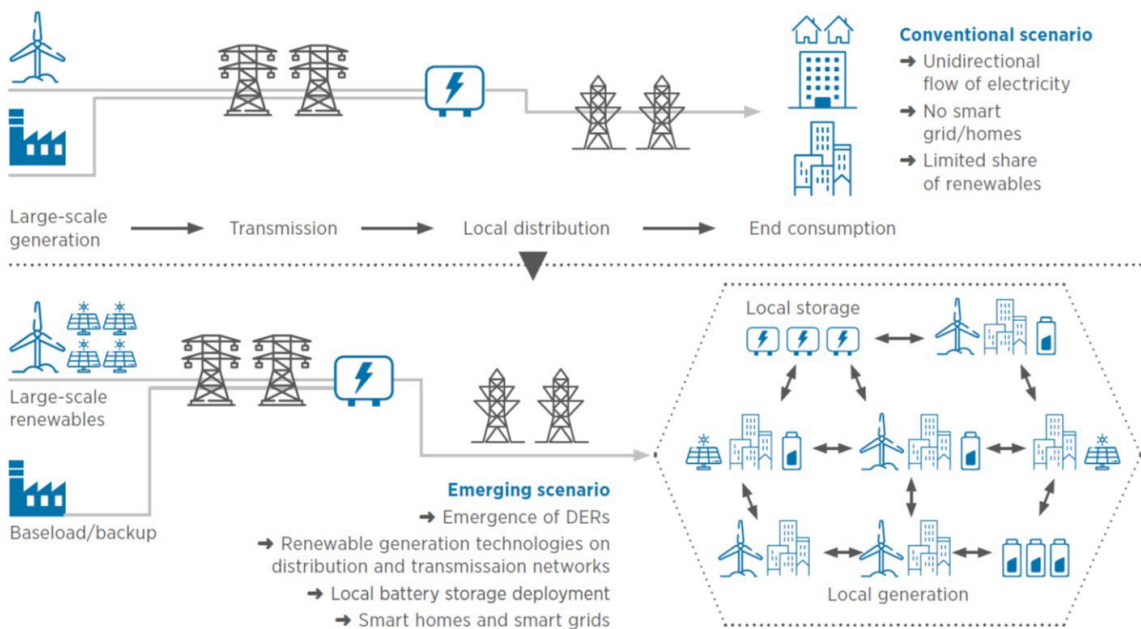 Conventional scenario
➔ Unidirectional
flow of electricity
➔ No smart
grid/homes
➔ Limited share
of renewables
Large-scale
generation
Transmission
Local distribution
End consumption
Large-scale
renewables
Baseload/backup
Emerging scenario
➔ Emergence of DERs
➔ Renewable generation technologies on
distribution and transmissaion networks
➔ Local battery storage deployment
➔ Smart homes and smart grids
Local storage
Local generation